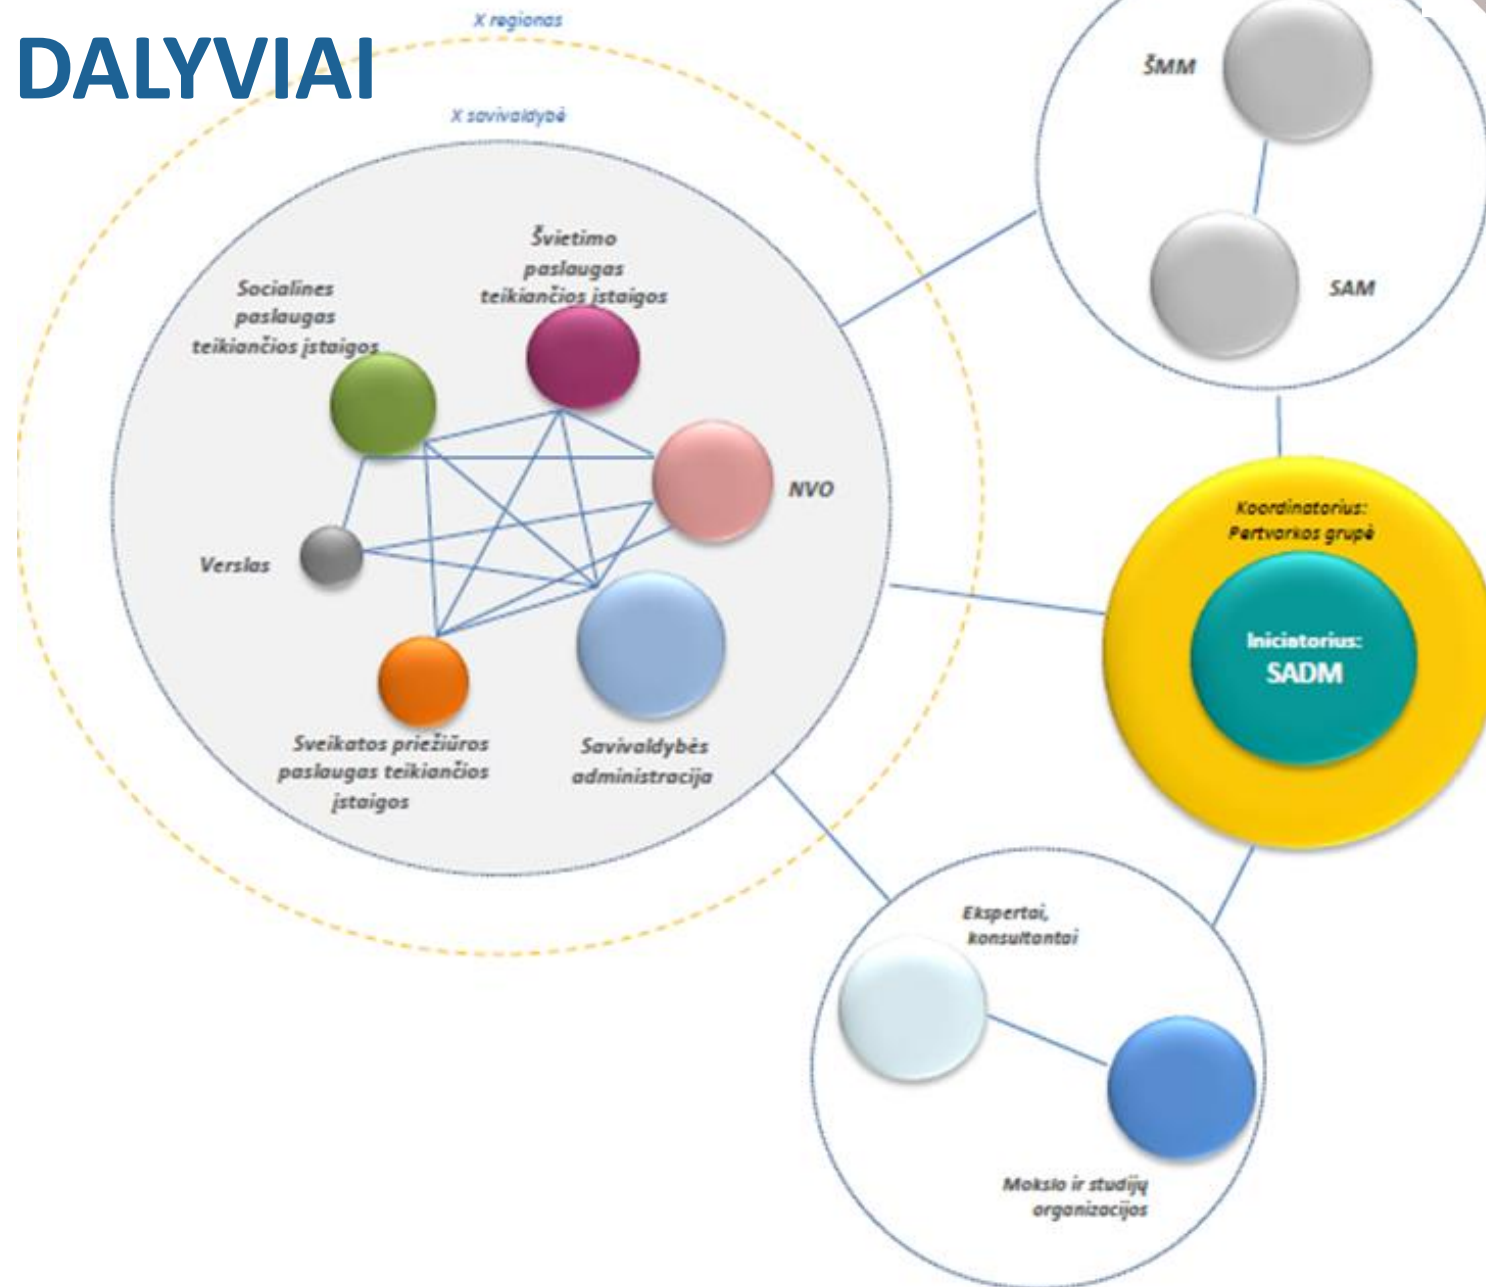 DALYVIAI
X regionas
X savivaldybė
Švietimo
paslaugas
teikiančios įstaigos
Socialines
paslaugas
teikiančios įstaigos
NVO
Verslas
Sveikatos priežiūros
paslaugas teikiančios
įstaigos
Savivaldybės
administracija
ŠMM
SAM
Koordinatorius:
Pertvarkos grupė
Iniciatorius:
SADM
Ekspertai,
konsultantai
Mokslo ir studijų
organizacijos